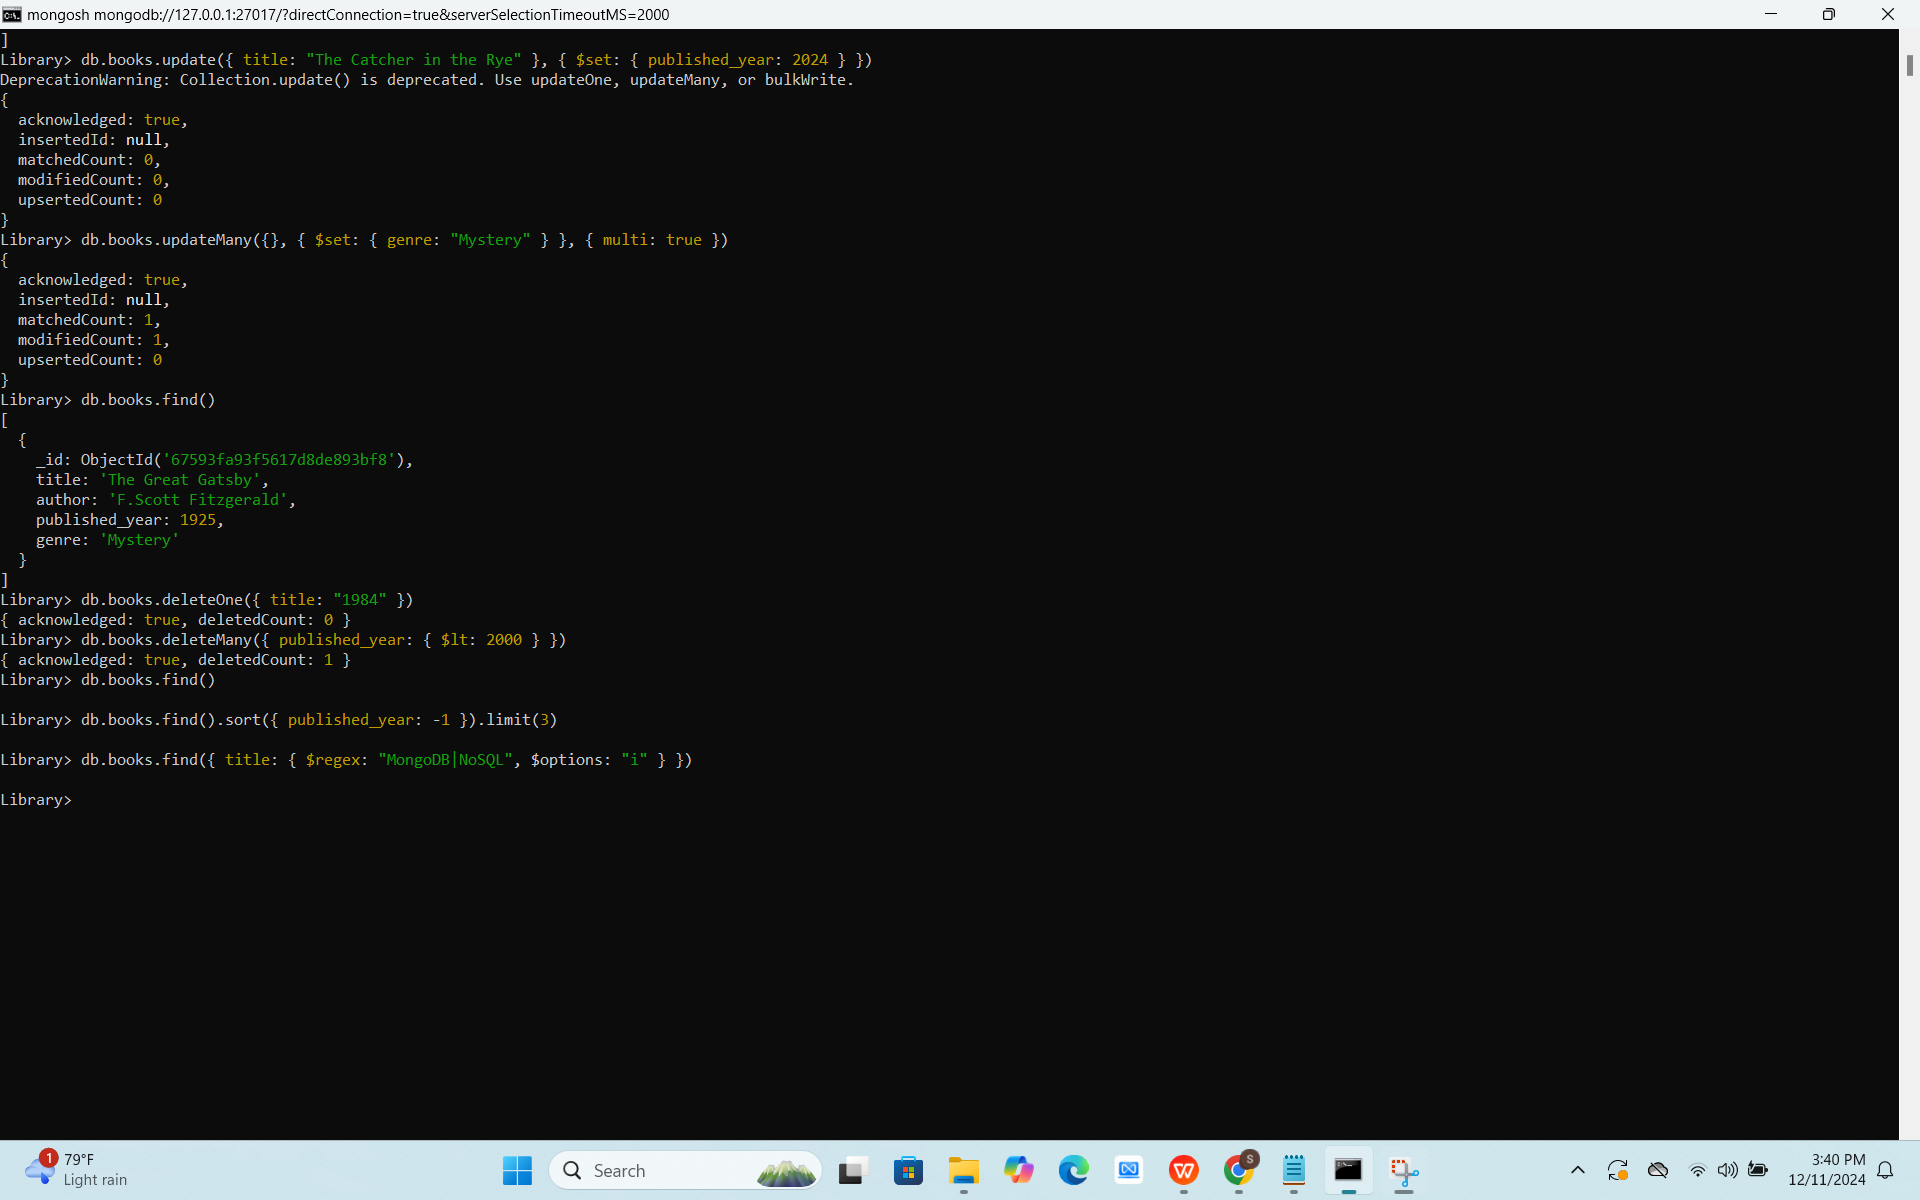 mongosh mongodb://127.0.0.1:27017/?directConnection=true&serverSelectionTimeoutMS=2000
]
Library> db.books.update({ title: "The Catcher in the Rye" }, { $set: { published_year: 2024 } })
DeprecationWarning: Collection.update() is deprecated. Use updateOne, updateMany, or bulkWrite.
{
  acknowledged: true,
  insertedId: null,
  matchedCount: 0,
  modifiedCount: 0,
  upsertedCount: 0
}
Library> db.books.updateMany({}, { $set: { genre: "Mystery" } }, { multi: true })
{
  acknowledged: true,
  insertedId: null,
  matchedCount: 1,
  modifiedCount: 1,
  upsertedCount: 0
}
Library> db.books.find()
[
  {
    _id: ObjectId('67593fa93f5617d8de893bf8'),
    title: 'The Great Gatsby',
    author: 'F.Scott Fitzgerald',
    published_year: 1925,
    genre: 'Mystery'
  }
]
Library> db.books.deleteOne({ title: "1984" })
{ acknowledged: true, deletedCount: 0 }
Library> db.books.deleteMany({ published_year: { $lt: 2000 } })
{ acknowledged: true, deletedCount: 1 }
Library> db.books.find()
Library> db.books.find().sort({ published_year: -1 }).limit(3)
Library> db.books.find({ title: { $regex: "MongoDB|NoSQL", $options: "i" } })
Library>
1
79°F
Light rain
Search
S
3:40 PM
12/11/2024